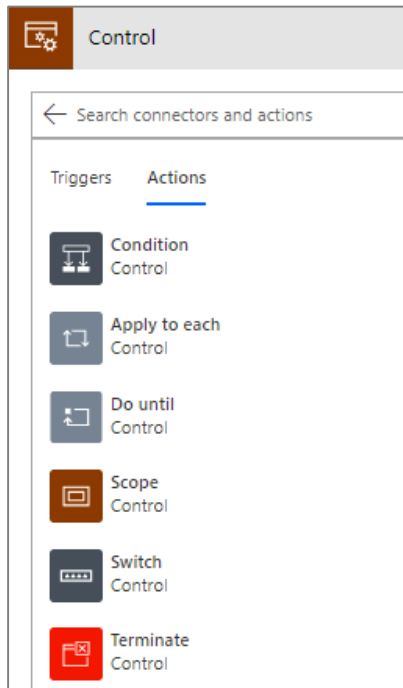 Control
Search connectors and actions
Triggers Actions
Condition
Control
Apply to each
Control
Do until
Control
Scope
Control
Switch
Control
Terminate
Control